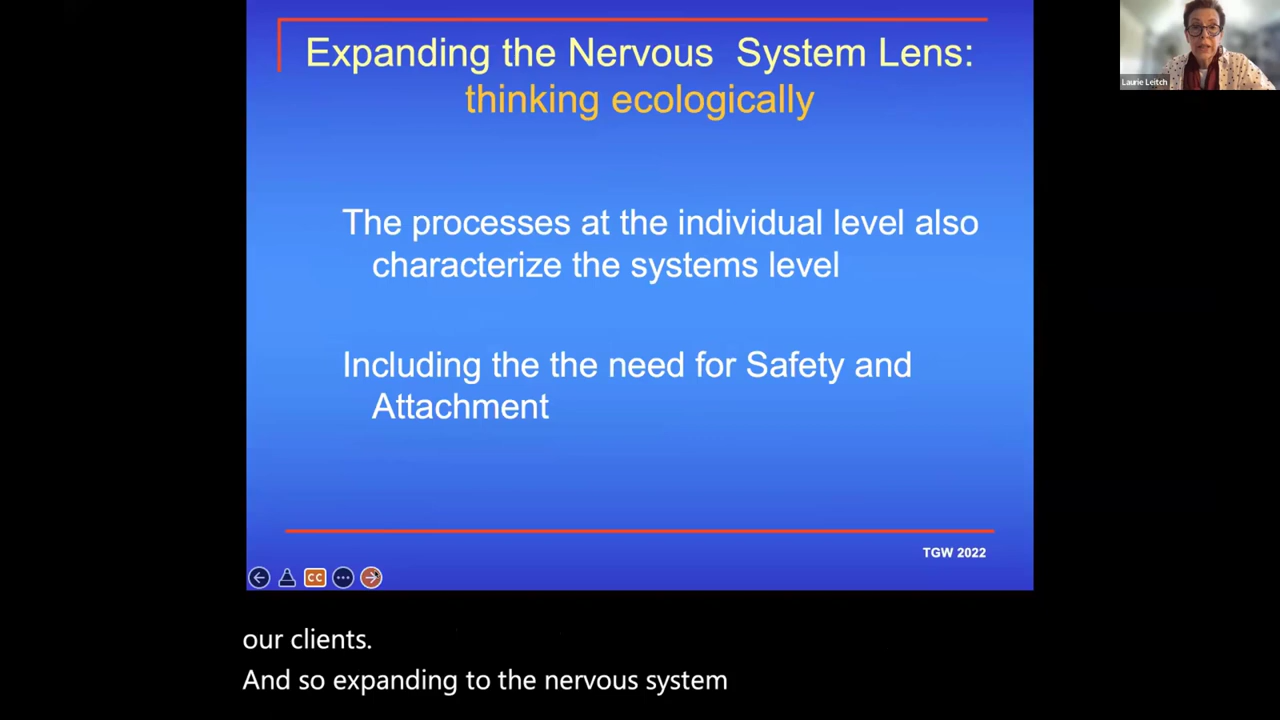 Expanding the Nervous System Lens:
thinking ecologically
Laurie Leitch
The processes at the individual level also
characterize the systems level
Including the the need for Safety and
Attachment
TGW 2022
CC
our clients.
And so expanding to the nervous system